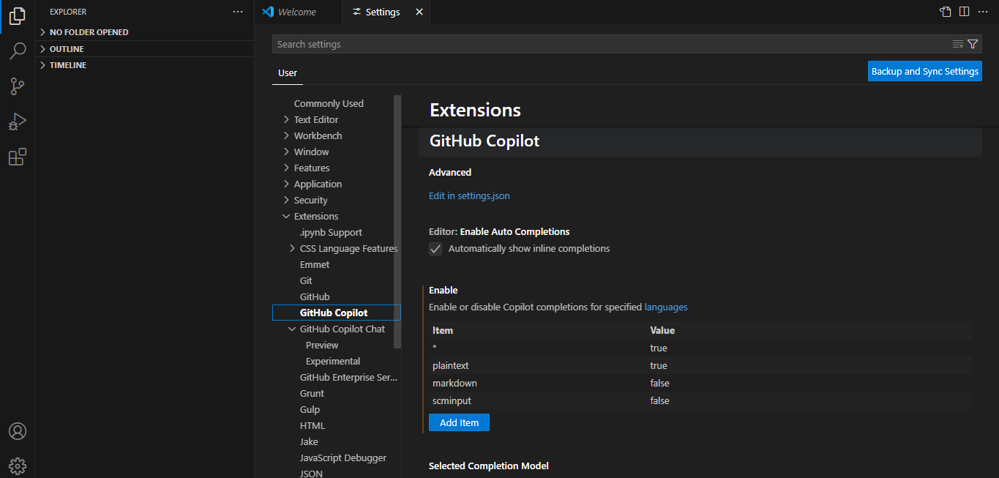 EXPLORER
NO FOLDER OPENED
OUTLINE
TIMELINE
Welcome
Settings
Search settings
User
Backup and Sync Settings
Commonly Used
Text Editor
Workbench
Window
Features
Application
Security
Extensions
.ipynb Support
CSS Language Features
Emmet
Git
GitHub
GitHub Copilot
GitHub Copilot Chat
Preview
Experimental
GitHub Enterprise Ser...
Grunt
Gulp
HTML
Jake
JavaScript Debugger
JSON
Extensions
GitHub Copilot
Advanced
Edit in settings.json
Editor: Enable Auto Completions
Automatically show inline completions
Enable
Enable or disable Copilot completions for specified languages
Item Value
* true
plaintext true
markdown false
scminput false
Add Item
Selected Completion Model